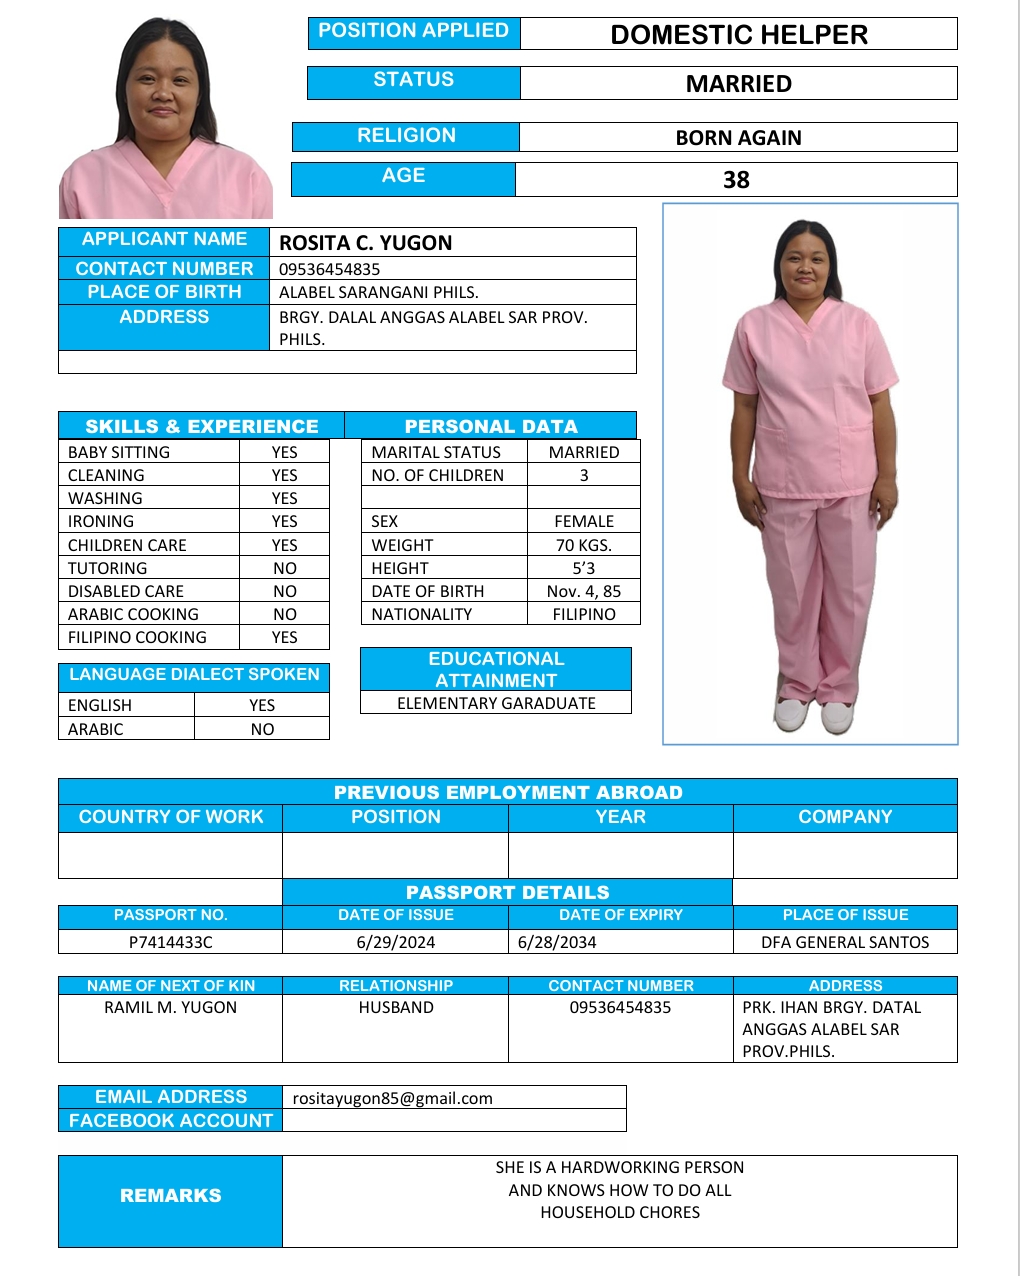 POSITION APPLIED DOMESTIC HELPER
STATUS MARRIED
RELIGION BORN AGAIN
AGE 38
APPLICANT NAME ROSITA C. YUGON
CONTACT NUMBER 09536454835
PLACE OF BIRTH ALABEL SARANGANI PHILS.
ADDRESS BRGY. DALAL ANGGAS ALABEL SAR PROV.
PHILS.
SKILLS & EXPERIENCE
BABY SITTING YES
CLEANING YES
WASHING YES
IRONING YES
CHILDREN CARE YES
TUTORING NO
DISABLED CARE NO
ARABIC COOKING NO
FILIPINO COOKING YES
PERSONAL DATA
MARITAL STATUS MARRIED
NO. OF CHILDREN 3
SEX FEMALE
WEIGHT 70 KGS.
HEIGHT 5’3
DATE OF BIRTH Nov. 4, 85
NATIONALITY FILIPINO
LANGUAGE DIALECT SPOKEN
ENGLISH YES
ARABIC NO
EDUCATIONAL
ATTAINMENT
ELEMENTARY GARADUATE
PREVIOUS EMPLOYMENT ABROAD
COUNTRY OF WORK POSITION YEAR COMPANY
PASSPORT DETAILS
PASSPORT NO. DATE OF ISSUE DATE OF EXPIRY PLACE OF ISSUE
P7414433C 6/29/2024 6/28/2034 DFA GENERAL SANTOS
NAME OF NEXT OF KIN RELATIONSHIP CONTACT NUMBER ADDRESS
RAMIL M. YUGON HUSBAND 09536454835 PRK. IHAN BRGY. DATAL
ANGGAS ALABEL SAR
PROV.PHILS.
EMAIL ADDRESS rositayugon85@gmail.com
FACEBOOK ACCOUNT
REMARKS
SHE IS A HARDWORKING PERSON
AND KNOWS HOW TO DO ALL
HOUSEHOLD CHORES